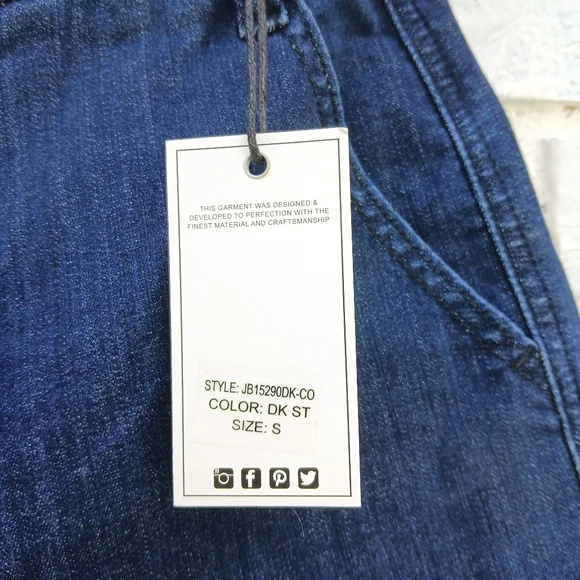 THIS GARMENT WAS DESIGNED &
DEVELOPED TO PERFECTION WITH THE
FINEST MATERIAL AND CRAFTSMANSHIP
STYLE: JB15290DK-CO
COLOR: DK ST
SIZE: S